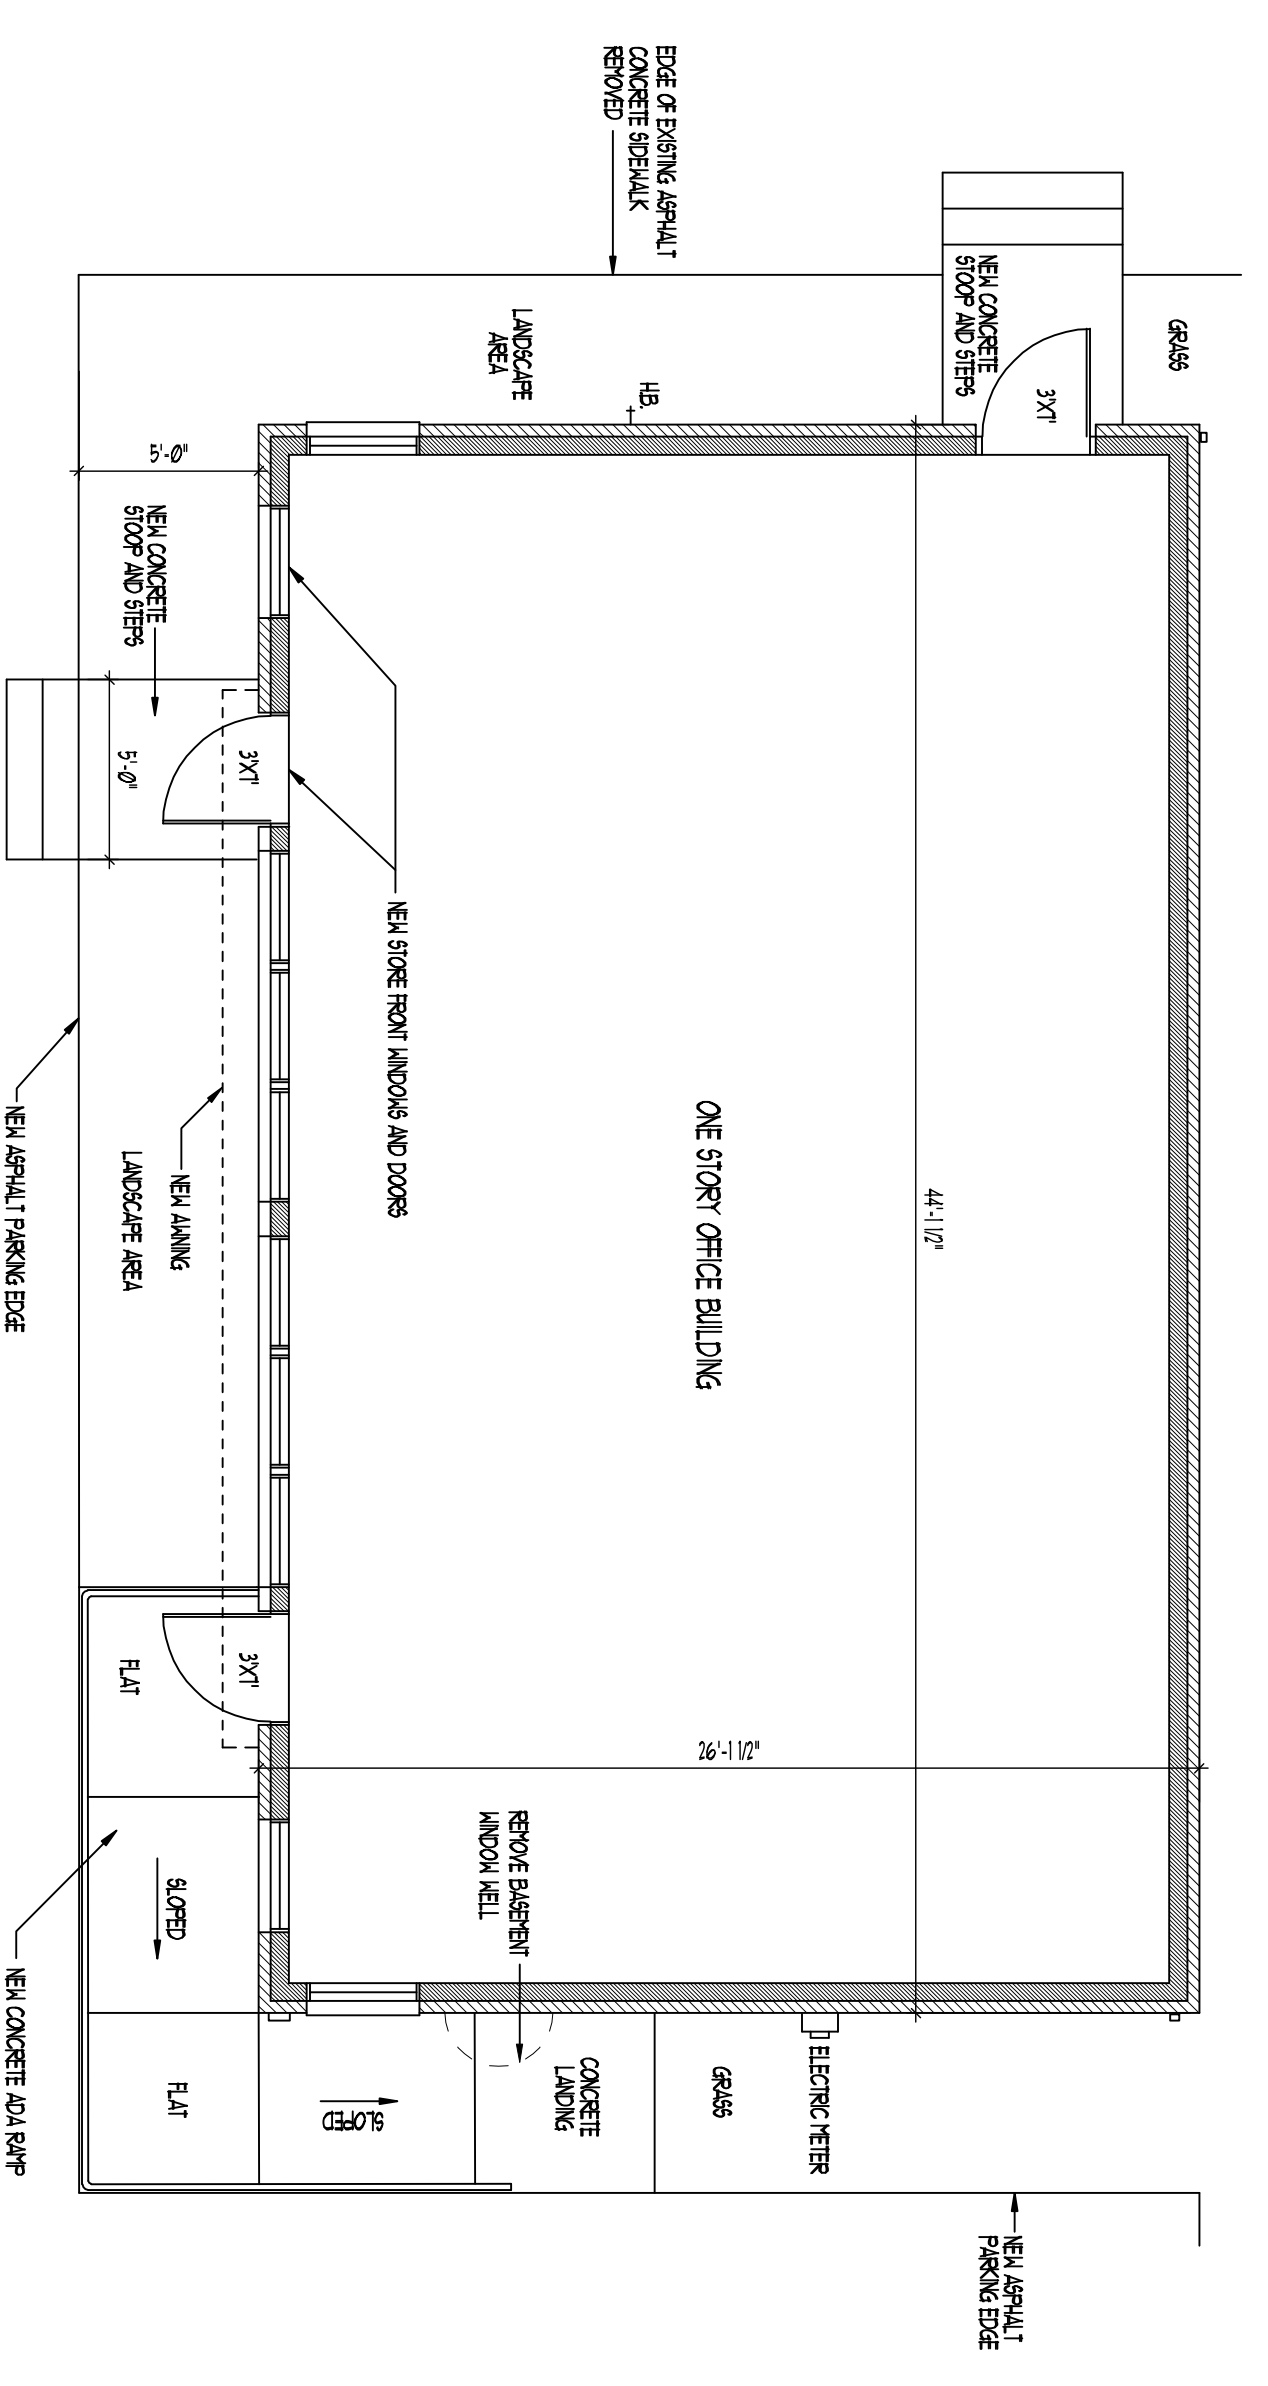 EDGE OF EXISTING ASPHALT
CONCRETE SIDEWALK
REMOVED
GRASS
NEW CONCRETE
STOOP AND STEPS
3'X7'
LANDSCAPE
AREA
H.B.
5'-0"
NEW CONCRETE
STOOP AND STEPS
5'-0"
3'X7'
NEW STORE FRONT WINDOWS AND DOORS
ONE STORY OFFICE BUILDING
44'-1 1/2"
NEW AWNING
LANDSCAPE AREA
NEW ASPHALT PARKING EDGE
3'X7'
FLAT
26'-1 1/2"
REMOVE BASEMENT
WINDOW WELL
SLOPED
NEW CONCRETE ADA RAMP
FLAT
SLOPED
CONCRETE
LANDING
GRASS
ELECTRIC METER
NEW ASPHALT
PARKING EDGE